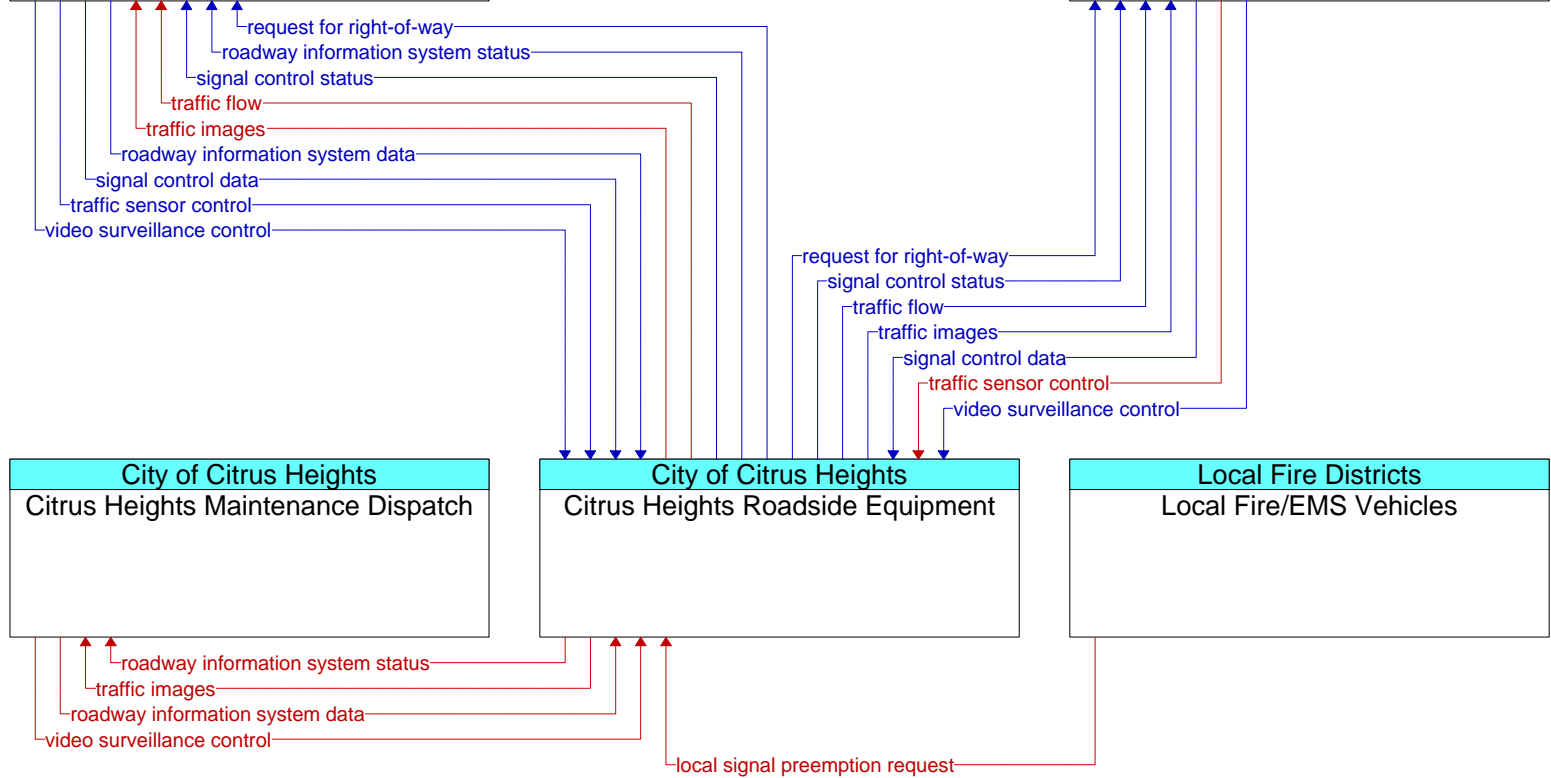 request for right-of-way
roadway information system status
signal control status
traffic flow
traffic images
roadway information system data
signal control data
traffic sensor control
video surveillance control
request for right-of-way
signal control status
traffic flow
traffic images
signal control data
traffic sensor control
video surveillance control
City of Citrus Heights
Citrus Heights Maintenance Dispatch
City of Citrus Heights
Citrus Heights Roadside Equipment
Local Fire Districts
Local Fire/EMS Vehicles
roadway information system status
traffic images
roadway information system data
video surveillance control
local signal preemption request